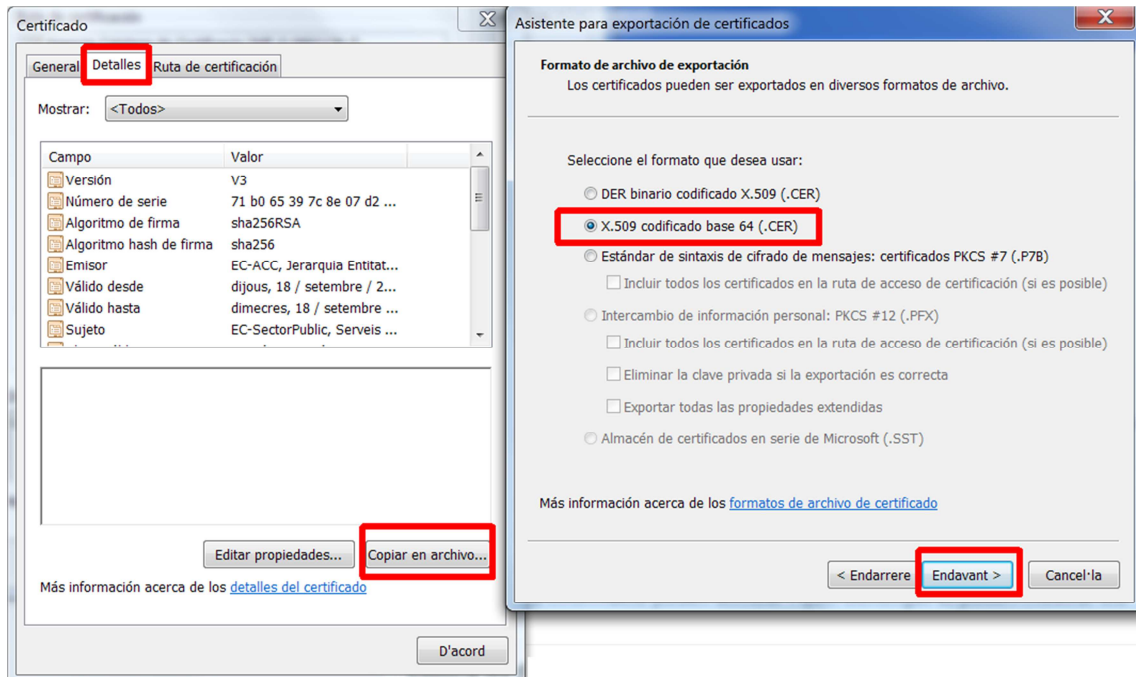 Certificado
General Detalles Ruta de certificación
Mostrar: <Todos>
Campo Valor
Versión V3
Número de serie 71 b0 65 39 7c 8e 07 d2 ...
Algoritmo de firma sha256RSA
Algoritmo hash de firma sha256
Emisor EC-ACC, Jerarquia Entitat...
Válido desde dijous, 18 / setembre / 2...
Válido hasta dimecres, 18 / setembre ...
Sujeto EC-SectorPublic, Serveis ...
Editar propiedades... Copiar en archivo...
Más información acerca de los detalles del certificado
D'acord
Asistente para exportación de certificados
Formato de archivo de exportación
Los certificados pueden ser exportados en diversos formatos de archivo.
Seleccione el formato que desea usar:
DER binario codificado X.509 (.CER)
X.509 codificado base 64 (.CER)
Estándar de sintaxis de cifrado de mensajes: certificados PKCS #7 (.P7B)
Incluir todos los certificados en la ruta de acceso de certificación (si es posible)
Intercambio de información personal: PKCS #12 (.PFX)
Incluir todos los certificados en la ruta de acceso de certificación (si es posible)
Eliminar la clave privada si la exportación es correcta
Exportar todas las propiedades extendidas
Almacén de certificados en serie de Microsoft (.SST)
Más información acerca de los formatos de archivo de certificado
< Endarrere Endavant > Cancel·la